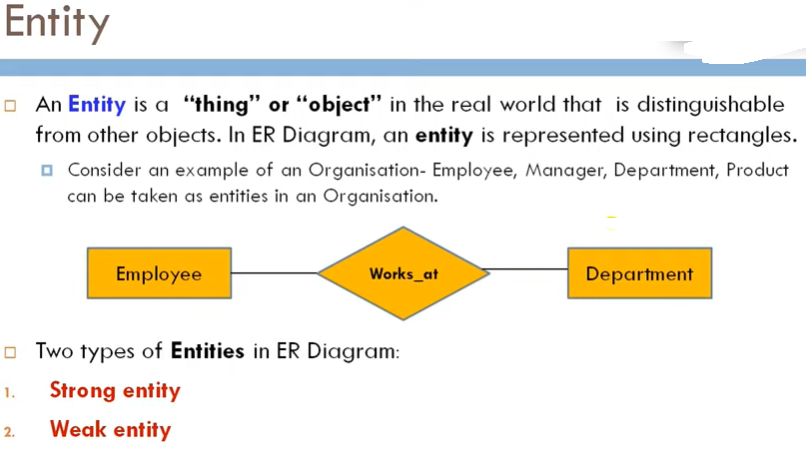 Entity
An Entity is a “thing” or “object” in the real world that is distinguishable
from other objects. In ER Diagram, an entity is represented using rectangles.
Consider an example of an Organisation- Employee, Manager, Department, Product
can be taken as entities in an Organisation.
Employee Works_at Department
Two types of Entities in ER Diagram:
1. Strong entity
2. Weak entity